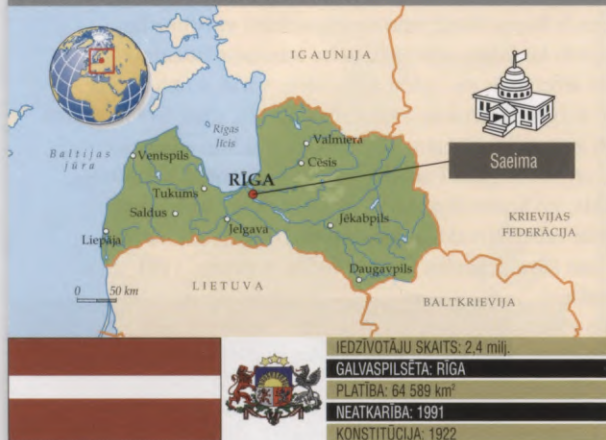 IGAUNIJA
Rīgas
līcis
Baltijas
jūra
Ventspils
Valmiera
Cēsis
Saeima
Tukums
RĪGA
Saldus
Jelgava
Jēkabpils
Liepāja
KRIEVIJAS
FEDERĀCIJA
Daugavpils
LIETUVA
0 50 km
BALTKRIEVIJA
IEDZĪVOTĀJU SKAITS: 2,4 milj.
GALVASPILSĒTA: RĪGA
PLATĪBA: 64 589 km²
NEATKARĪBA: 1991
KONSTITŪCIJA: 1922